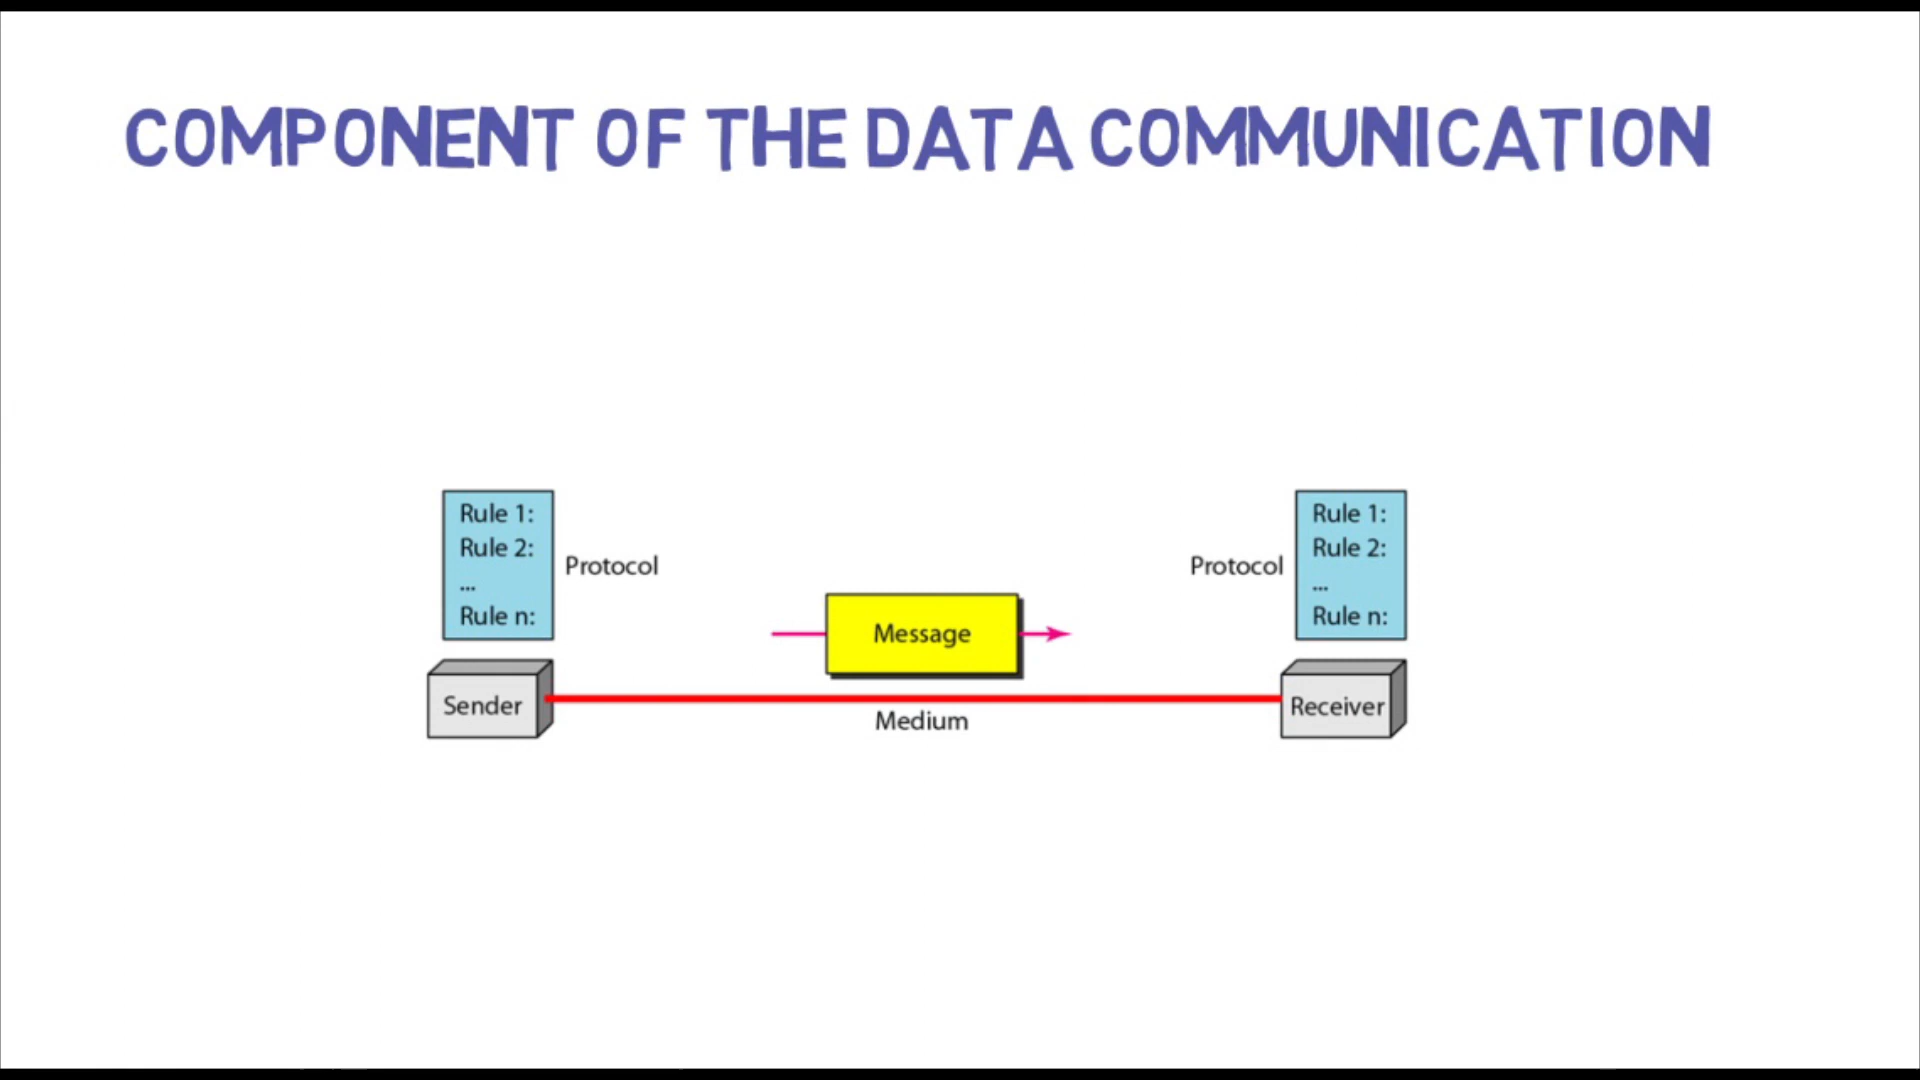 COMPONENT OF THE DATA COMMUNICATION
Rule 1:
Rule 2:
...
Rule n:
Protocol
Message
Protocol
Rule 1:
Rule 2:
...
Rule n:
Sender
Medium
Receiver